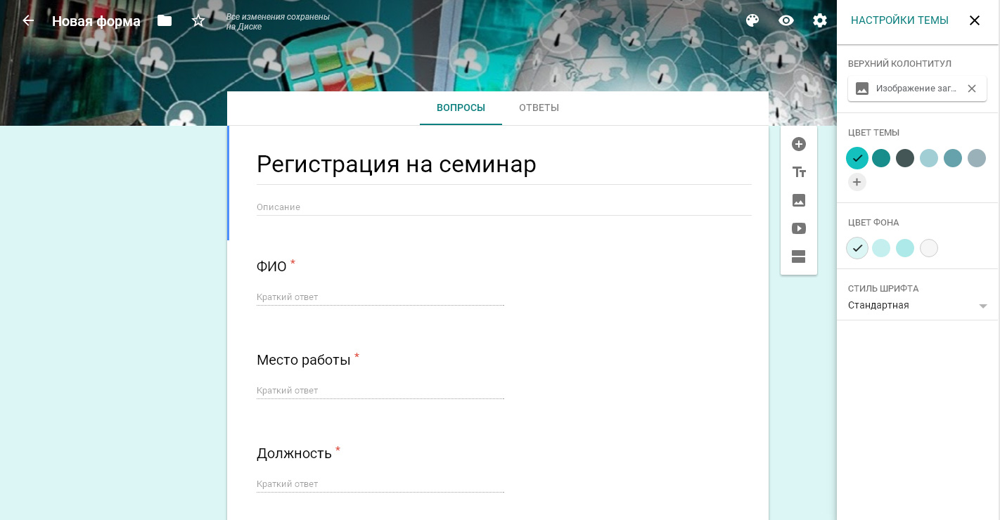 Новая форма
Все изменения сохранены
на Диске
НАСТРОЙКИ ТЕМЫ
ВОПРОСЫ
ОТВЕТЫ
Регистрация на семинар
Описание
ФИО *
Краткий ответ
Место работы *
Краткий ответ
Должность *
Краткий ответ
ВЕРХНИЙ КОЛОНТИТУЛ
Изображение заг...
ЦВЕТ ТЕМЫ
ЦВЕТ ФОНА
СТИЛЬ ШРИФТА
Стандартная